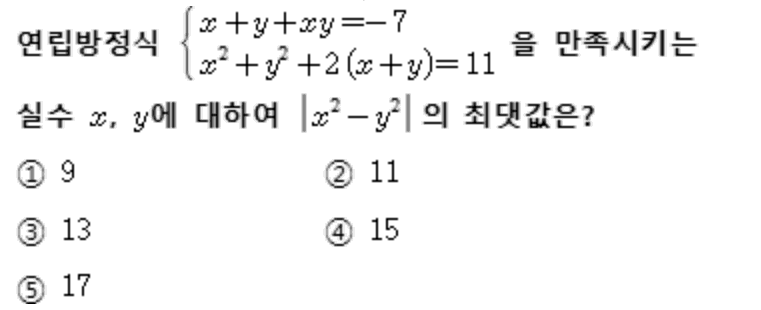 연립방정식 { x+y+xy=-7
x²+y²+2(x+y)=11 을 만족시키는
실수 x, y에 대하여 |x²-y²| 의 최댓값은?
① 9 ② 11
③ 13 ④ 15
⑤ 17